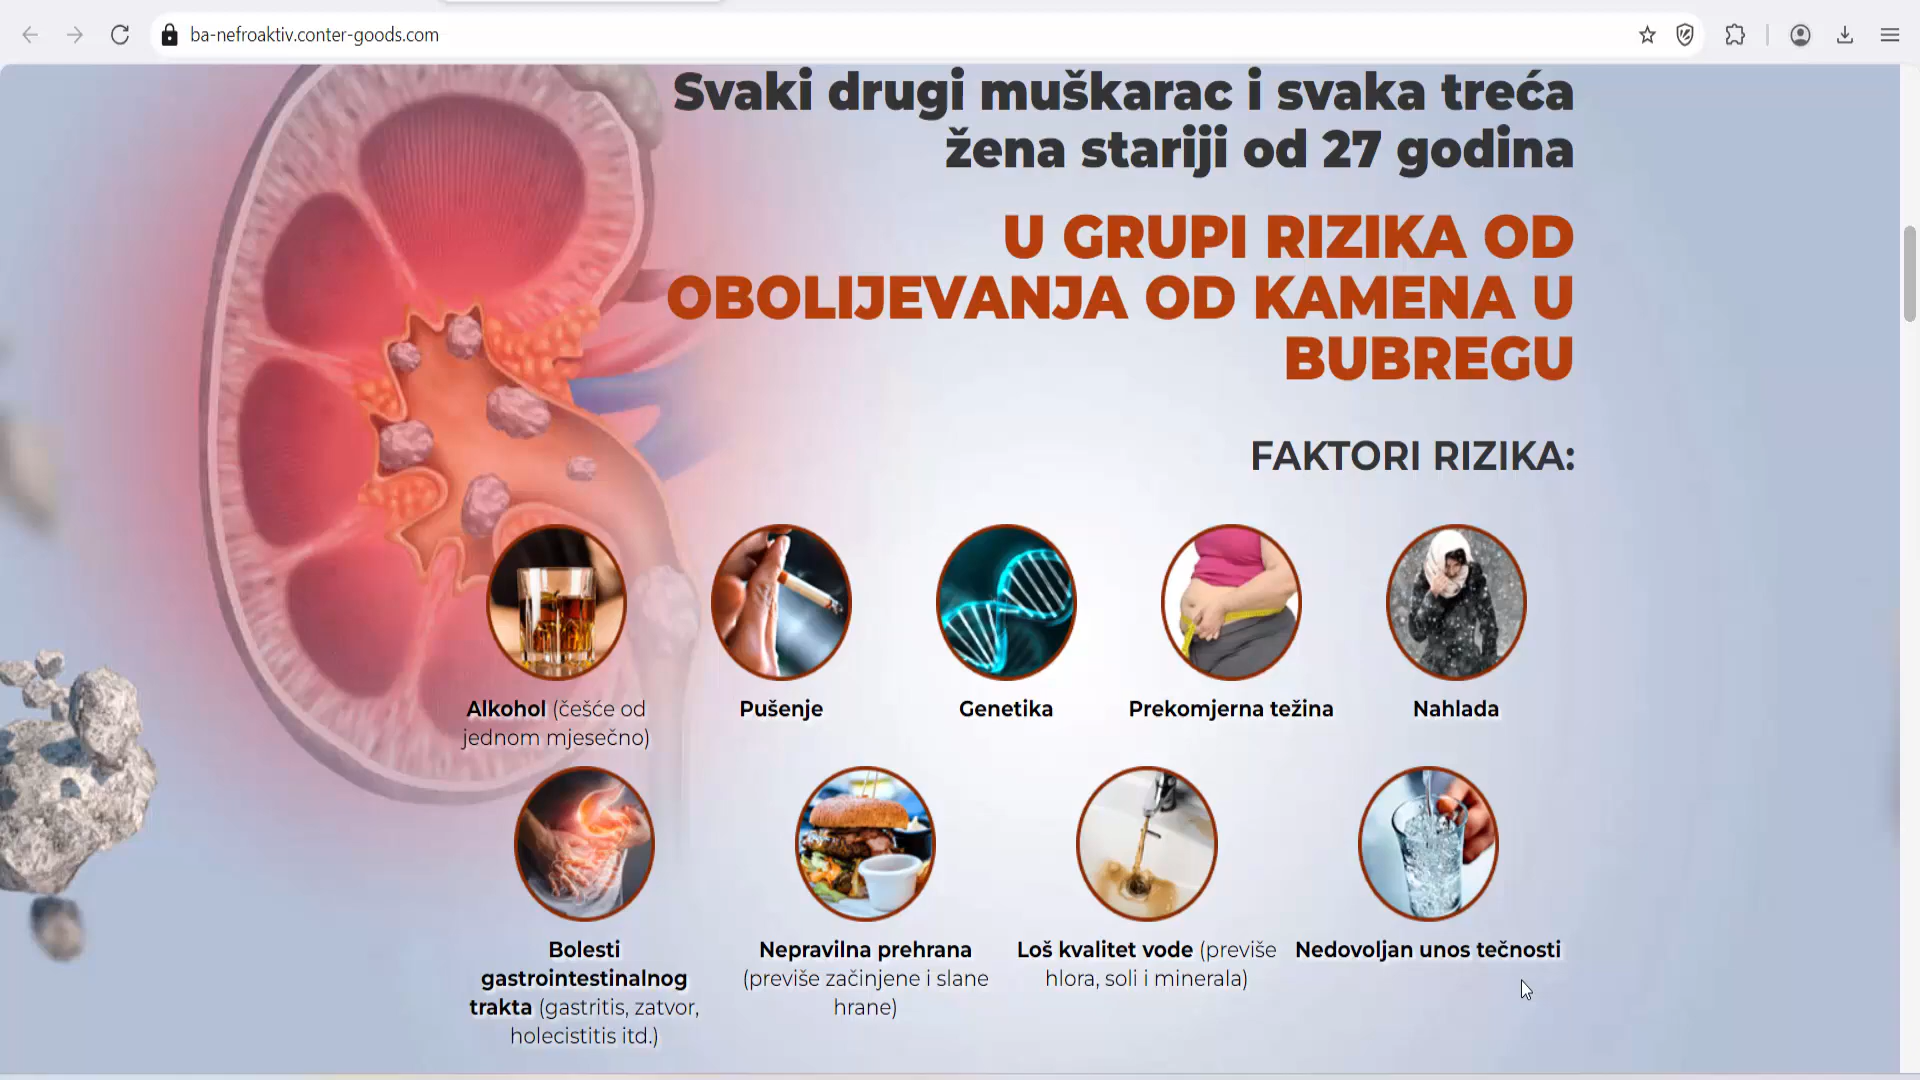 ba-nefroaktiv.conter-goods.com
Svaki drugi muškarac i svaka treća
žena stariji od 27 godina
U GRUPI RIZIKA OD
OBOLIJEVANJA OD KAMENA U
BUBREGU
FAKTORI RIZIKA:
Alkohol (češće od
jednom mjesečno)
Pušenje
Genetika
Prekomjerna težina
Nahlada
Bolesti
gastrointestinalnog
trakta (gastritis, zatvor,
holecistitis itd.)
Nepravilna prehrana
(previše začinjene i slane
hrane)
Loš kvalitet vode (previše
hlora, soli i minerala)
Nedovoljan unos tečnosti